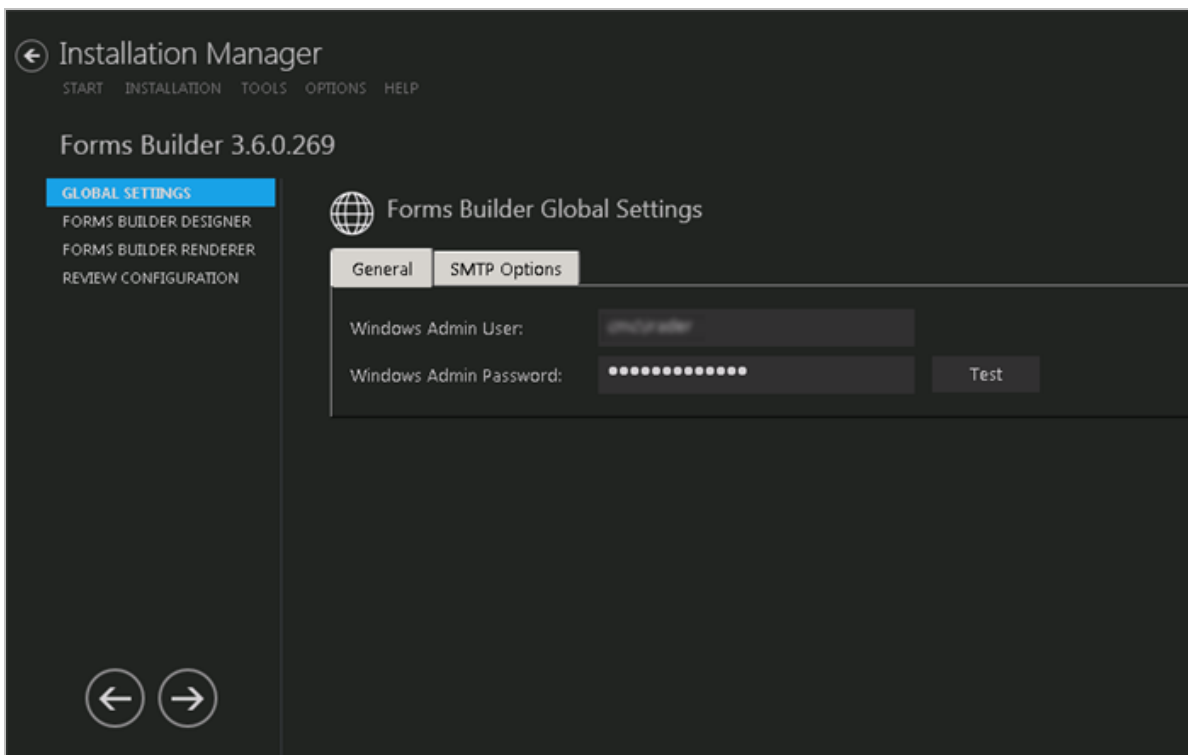 Installation Manager
START INSTALLATION TOOLS OPTIONS HELP
Forms Builder 3.6.0.269
GLOBAL SETTINGS
FORMS BUILDER DESIGNER
FORMS BUILDER RENDERER
REVIEW CONFIGURATION
Forms Builder Global Settings
General SMTP Options
Windows Admin User:
Windows Admin Password: ••••••••••••• Test